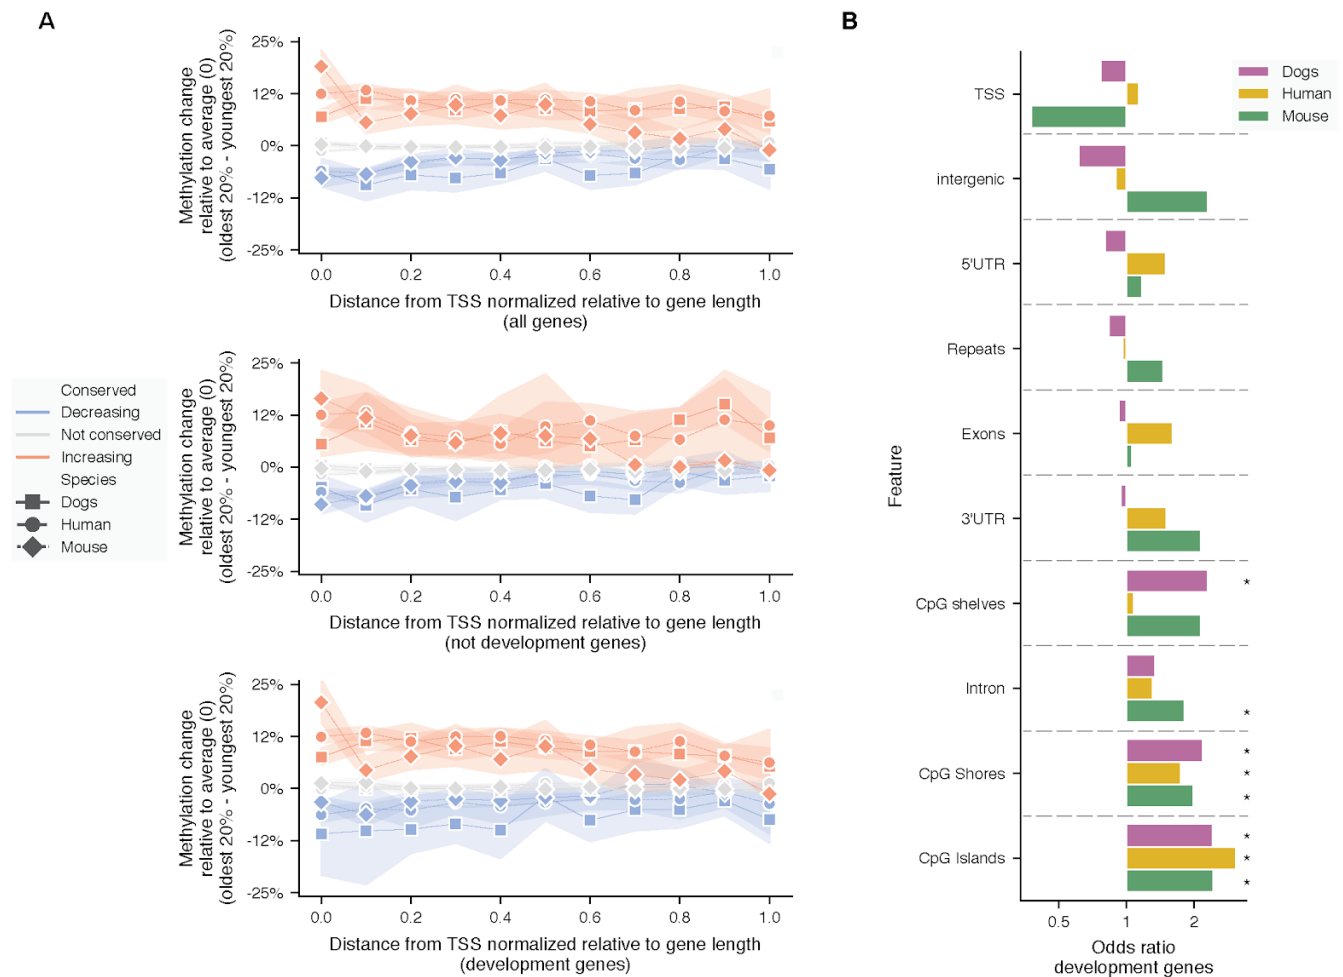 A
Methylation change
relative to average (0)
(oldest 20% - youngest 20%)
25%
12%
0%
-12%
-25%
0.0 0.2 0.4 0.6 0.8 1.0
Distance from TSS normalized relative to gene length
(all genes)
Conserved
Decreasing
Not conserved
Increasing
Species
Dogs
Human
Mouse
Methylation change
relative to average (0)
(oldest 20% - youngest 20%)
25%
12%
0%
-12%
-25%
0.0 0.2 0.4 0.6 0.8 1.0
Distance from TSS normalized relative to gene length
(not development genes)
Methylation change
relative to average (0)
(oldest 20% - youngest 20%)
25%
12%
0%
-12%
-25%
0.0 0.2 0.4 0.6 0.8 1.0
Distance from TSS normalized relative to gene length
(development genes)
B
Dogs
Human
Mouse
Feature
TSS
intergenic
5'UTR
Repeats
Exons
3'UTR
CpG shelves
*
Intron
*
CpG Shores
*
*
*
CpG Islands
*
*
*
0.5 1 2
Odds ratio
development genes